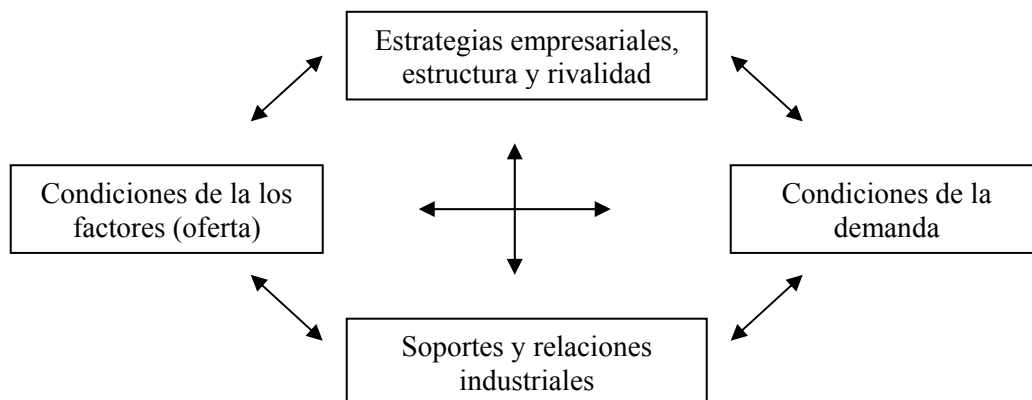 Estrategias empresariales,
estructura y rivalidad
Condiciones de la los
factores (oferta)
Condiciones de la
demanda
Soportes y relaciones
industriales